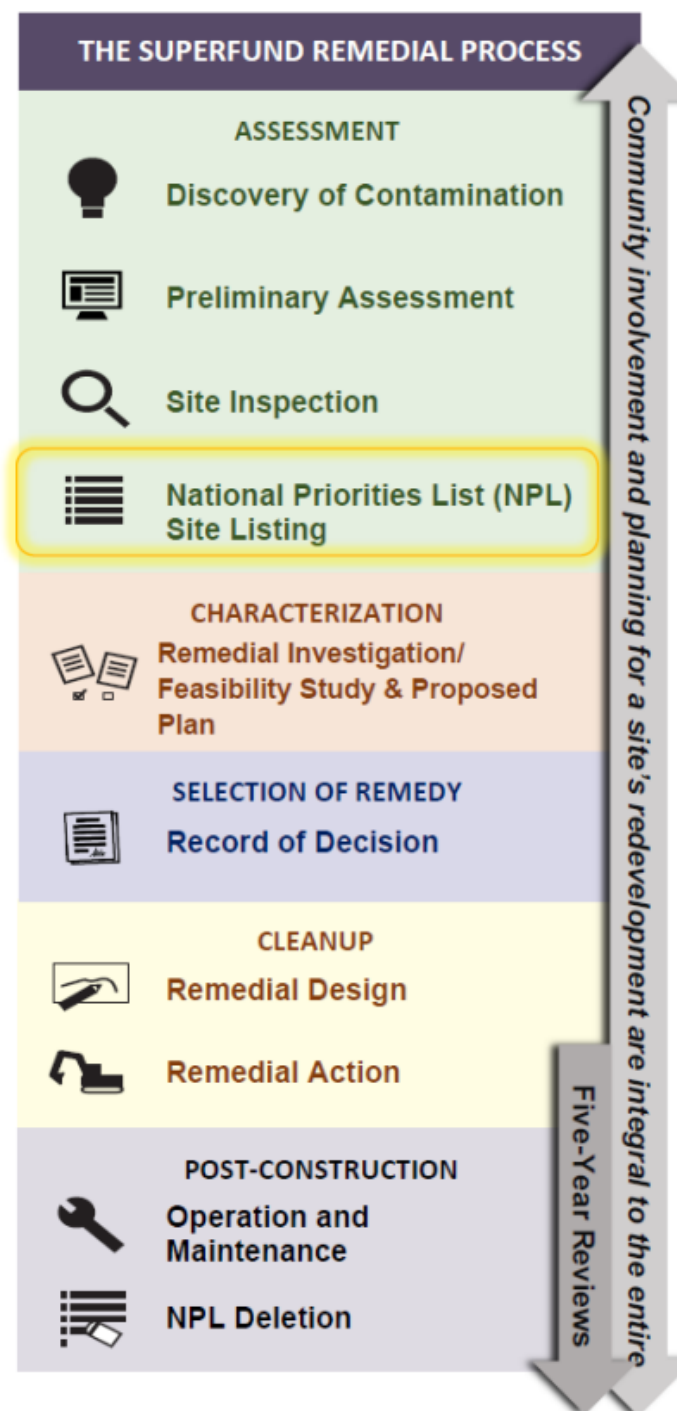 THE SUPERFUND REMEDIAL PROCESS
ASSESSMENT
Discovery of Contamination
Preliminary Assessment
Site Inspection
National Priorities List (NPL)
Site Listing
CHARACTERIZATION
Remedial Investigation/
Feasibility Study & Proposed
Plan
SELECTION OF REMEDY
Record of Decision
CLEANUP
Remedial Design
Remedial Action
POST-CONSTRUCTION
Operation and
Maintenance
NPL Deletion
Five-Year Reviews
Community involvement and planning for a site's redevelopment are integral to the entire